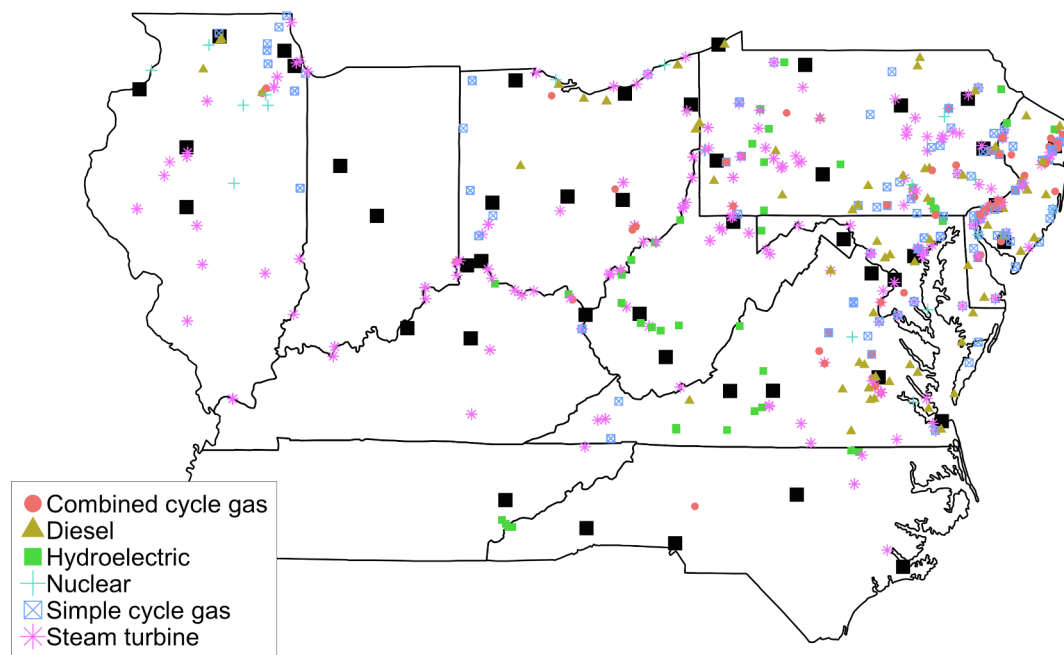 Combined cycle gas
Diesel
Hydroelectric
Nuclear
Simple cycle gas
Steam turbine